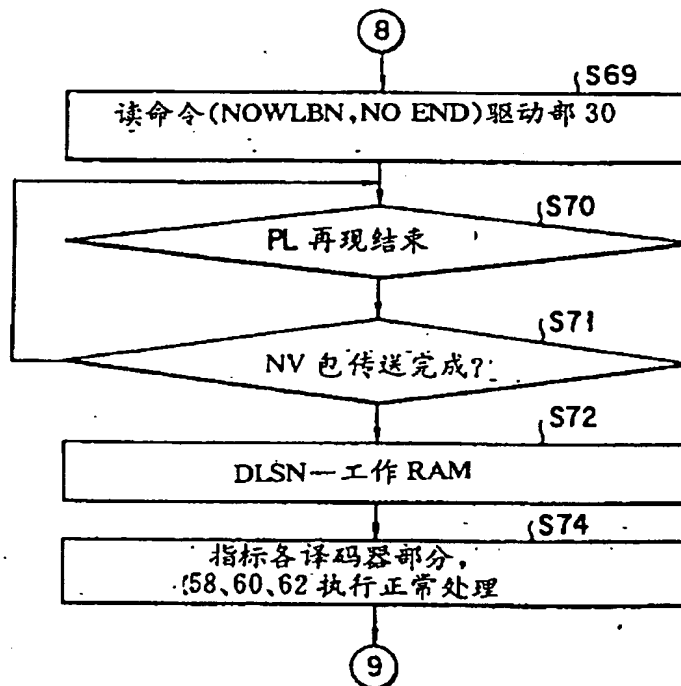 8
S69
读命令(NOWLBN,NO END)驱动部 30
S70
PL 再现结束
S71
NV 包传送完成?
S72
DLSN—工作 RAM
S74
指标各译码器部分,
58、60、62 执行正常处理
9